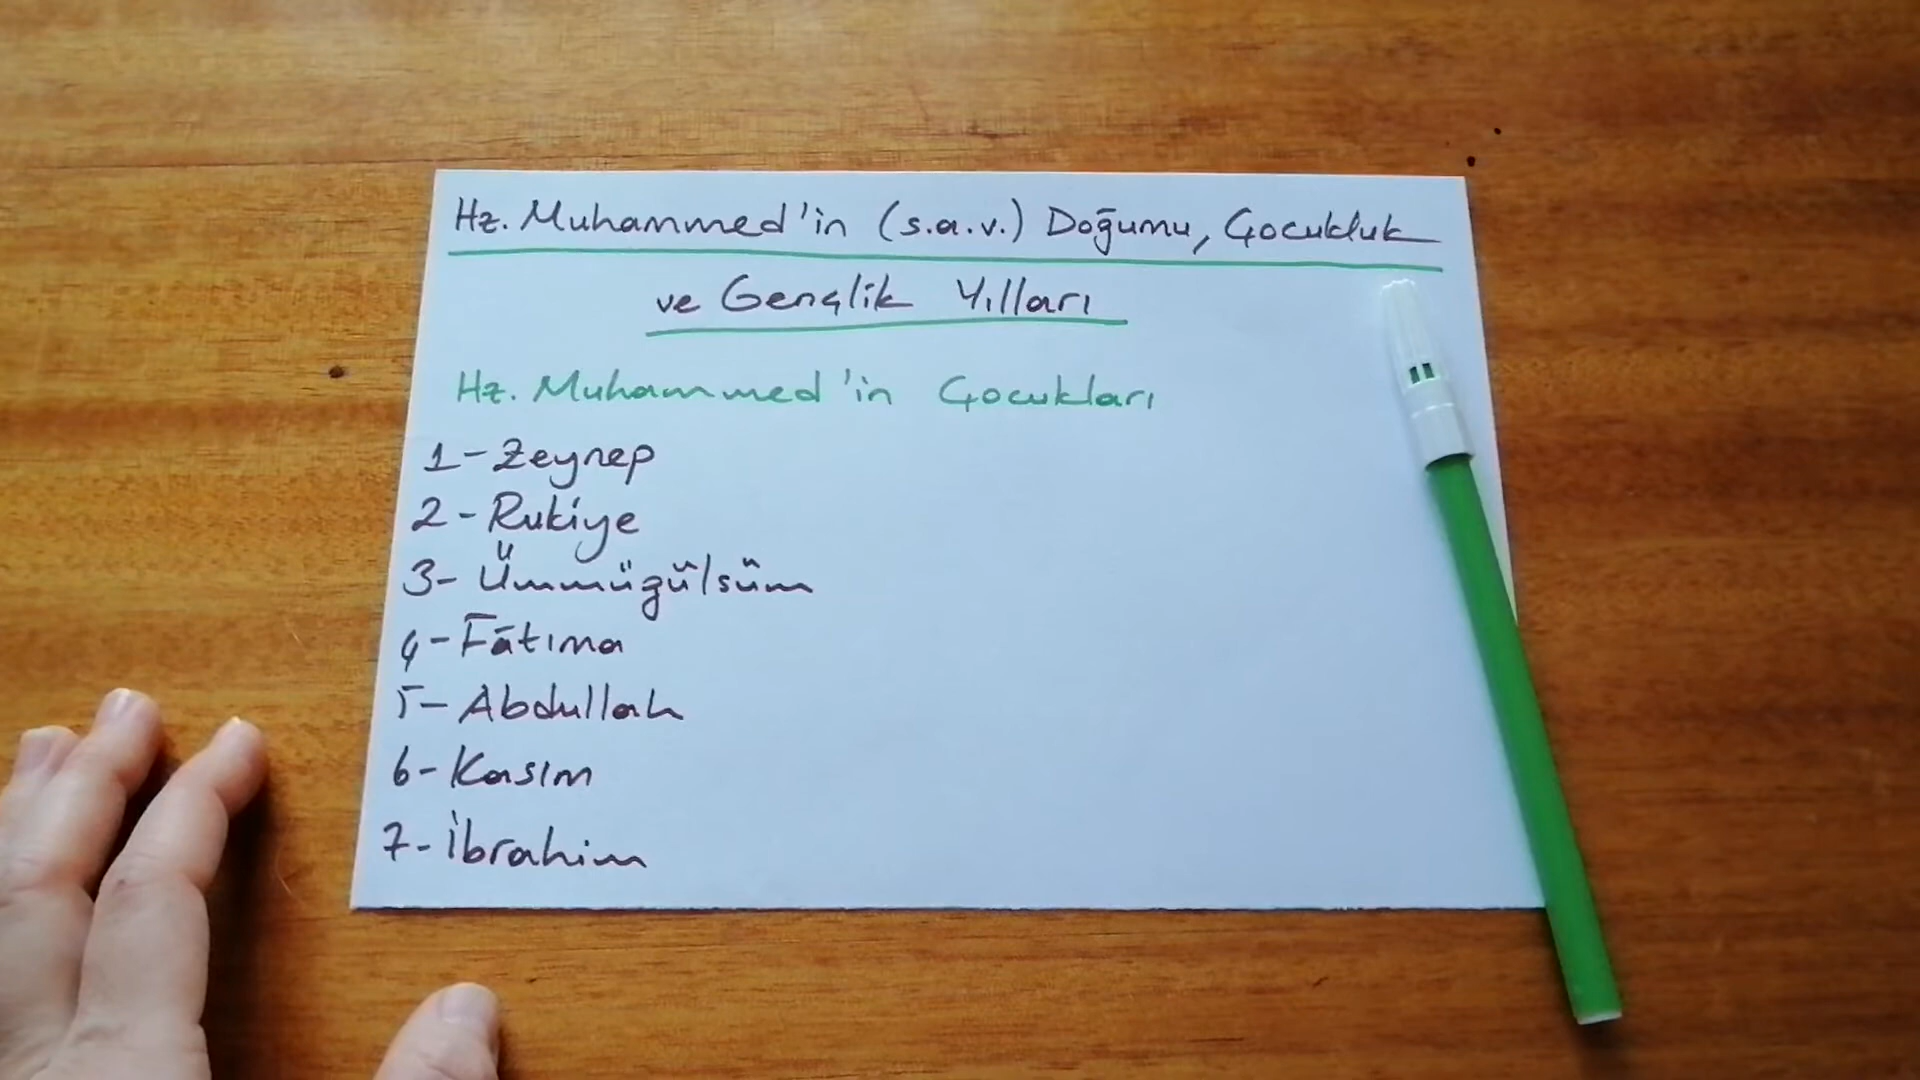 Hz. Muhammed'in (s.a.v.) Doğumu, Çocukluk
ve Gençlik Yılları
Hz. Muhammed'in Çocukları
1- Zeynep
2- Rukiye
3- Ümmügülsüm
4- Fātıma
5- Abdullah
6- Kasım
7- İbrahim